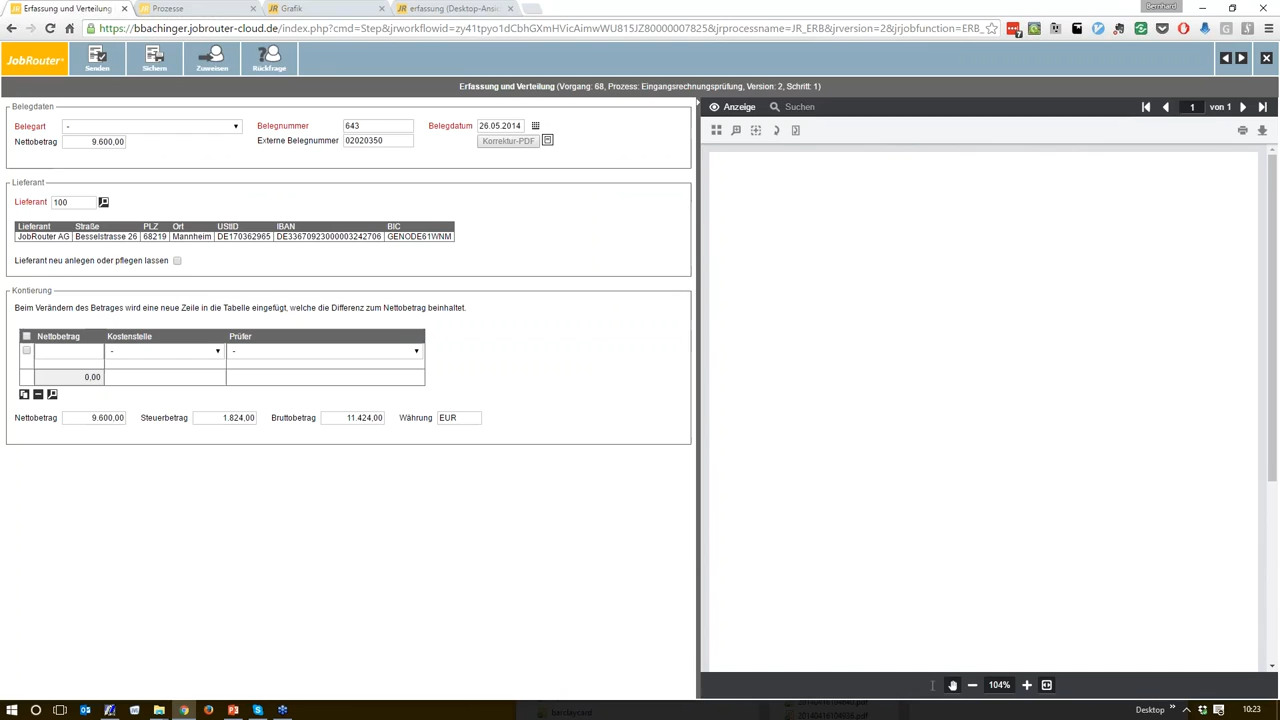 Erfassung und Verteilung
Prozesse
Grafik
erfassung (Desktop-Ansic
Bernhard
https://bbachinger.jobrouter-cloud.de/index.php?cmd=Step&jrworkflowid=zy41tpyo1dCbhGXmHVicAimwWU815JZ80000007825&jrprocessname=JR_ERB&jrversion=2&jrjobfunction=ERB_
JobRouter
Senden
Sichern
Zuweisen
Rückfrage
Erfassung und Verteilung (Vorgang: 68, Prozess: Eingangsrechnungsprüfung, Version: 2, Schritt: 1)
Belegdaten
Belegart - Belegnummer 643 Belegdatum 26.05.2014
Nettobetrag 9.600,00 Externe Belegnummer 02020350 Korrektur-PDF
Lieferant
Lieferant 100
Lieferant Straße PLZ Ort UStID IBAN BIC
JobRouter AG Besselstrasse 26 68219 Mannheim DE170362965 DE33670923000003242706 GENODE61WNM
Lieferant neu anlegen oder pflegen lassen
Kontierung
Beim Verändern des Betrages wird eine neue Zeile in die Tabelle eingefügt, welche die Differenz zum Nettobetrag beinhaltet.
Nettobetrag Kostenstelle Prüfer
- -
0,00
Nettobetrag 9.600,00 Steuerbetrag 1.824,00 Bruttobetrag 11.424,00 Währung EUR
Anzeige Suchen 1 von 1
104%
barclaycard
20140416104938.pdf
Desktop 10:23